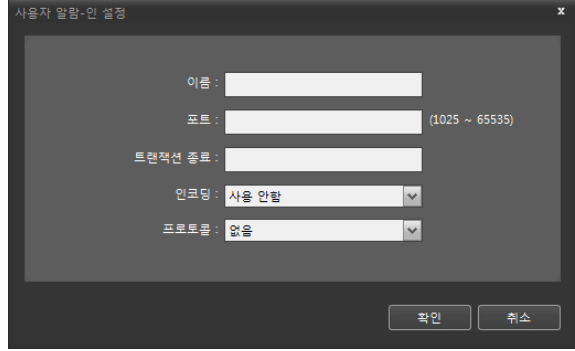 사용자 알람-인 설정 x
이름 :
포트 : (1025 ~ 65535)
트랜잭션 종료 :
인코딩 : 사용 안함
프로토콜 : 없음
확인 취소